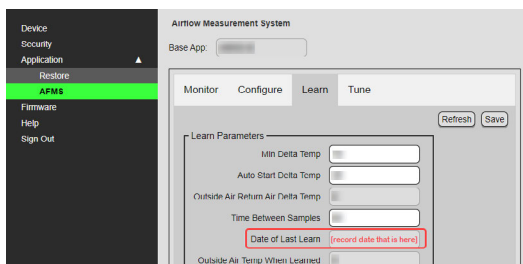 Device
Security
Application ▲
Restore
AFMS
Firmware
Help
Sign Out
Airflow Measurement System
Base App:
Monitor Configure Learn Tune
Refresh Save
Learn Parameters
Min Delta Temp
Auto Start Delta Temp
Outside Air Return Air Delta Temp
Time Between Samples
Date of Last Learn [record date that is here]
Outside Air Temp When Learned